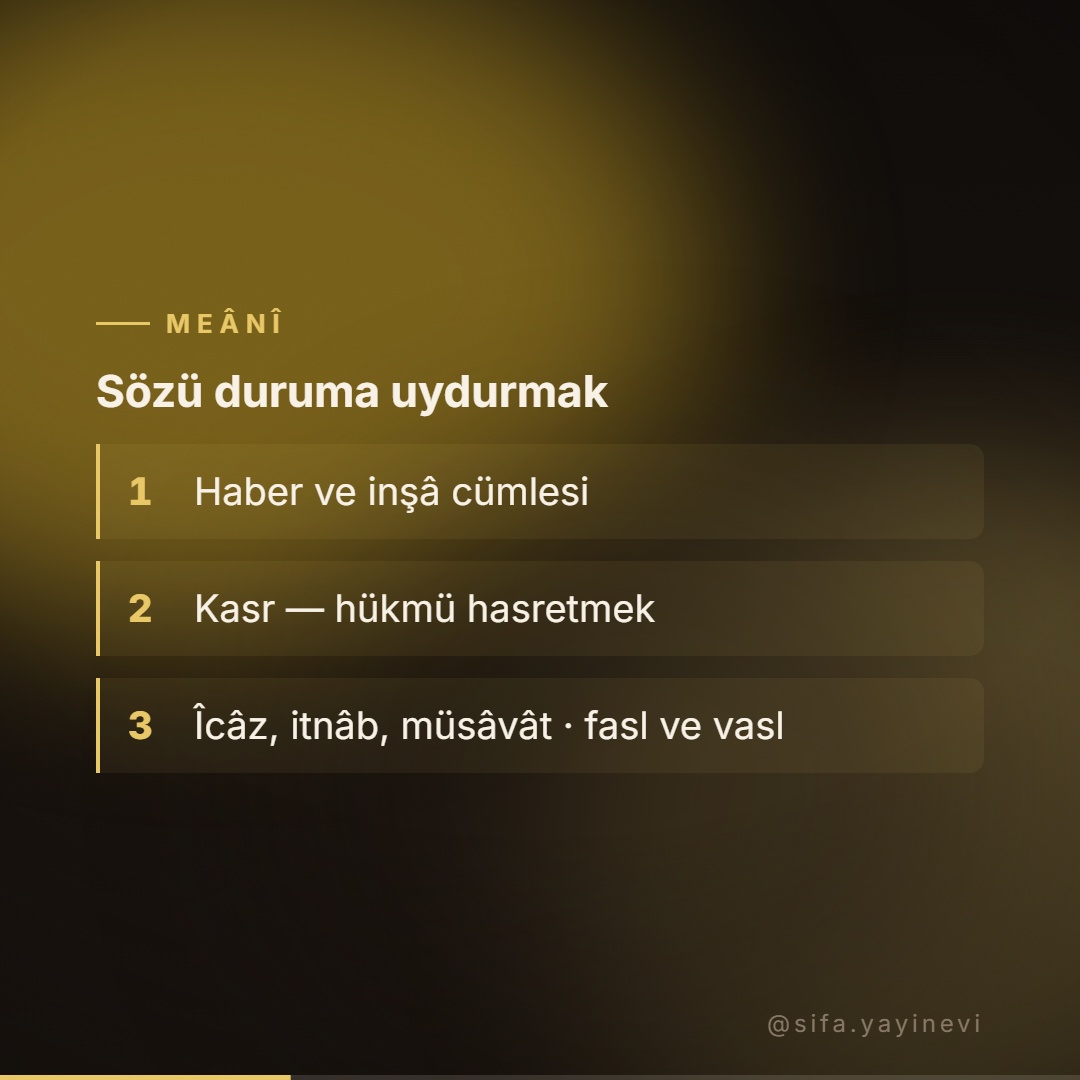 MEÂNÎ
Sözü duruma uydurmak
1 Haber ve inşâ cümlesi
2 Kasr — hükmü hasretmek
3 Îcâz, itnâb, müsâvât · fasl ve vasl
@sifa.yayinevi